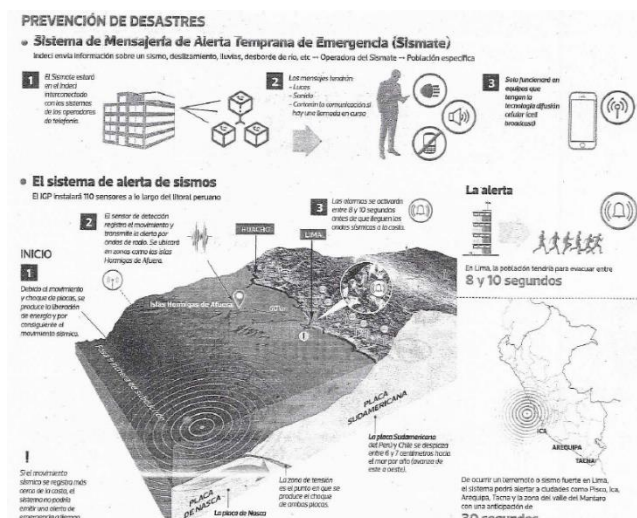 PREVENCIÓN DE DESASTRES
Sistema de Mensajería de Alerta Temprana de Emergencia (Sismate)
Indeci envía información sobre un sismo, deslizamiento, lluvias, desborde de río, etc — Operadora del Sismate — Población específica
1
El Sismate estará
en el Indeci
interconectado
con los sistemas
de los operadores
de telefonía.
2
Los mensajes tendrán:
- Luces
- Sonido
- Cortarán la comunicación si
hay una llamada en curso
3
Solo funcionará en
equipos que
tengan la
tecnología difusión
celular (cell
broadcast)
El sistema de alerta de sismos
El IGP instalará 110 sensores a lo largo del litoral peruano
INICIO
1
Debido al movimiento
y choque de placas, se
produce la liberación
de energía y por
consiguiente el
movimiento sísmico.
2
El sensor de detección
registra el movimiento y
transmite la alerta por
ondas de radio. Se ubicará
en zonas como las islas
Hormigas de Afuera.
3
Las alarmas se activarán
entre 8 y 10 segundos
antes de que lleguen las
ondas sísmicas a la costa.
HUACHO
LIMA
Islas Hormigas de Afuera
60 km
!
PLACA
SUDAMERICANA
La placa Sudamericana
del Perú y Chile se desplaza
entre 6 y 7 centímetros hacia
el mar por año (avanza de
este a oeste).
La zona de tensión
es el punto en que se
produce el choque
de ambas placas.
PLACA
DE NASCA
La placa de Nasca
!
Si el movimiento
sísmico se registra más
cerca de la costa, el
sistema no podría
emitir una alerta de
La alerta
En Lima, la población tendría para evacuar entre
8 y 10 segundos
ICA
AREQUIPA
TACNA
De ocurrir un terremoto o sismo fuerte en Lima,
el sistema podrá alertar a ciudades como Pisco, Ica,
Arequipa, Tacna y la zona del valle del Mantaro
con una anticipación de
30 segundos